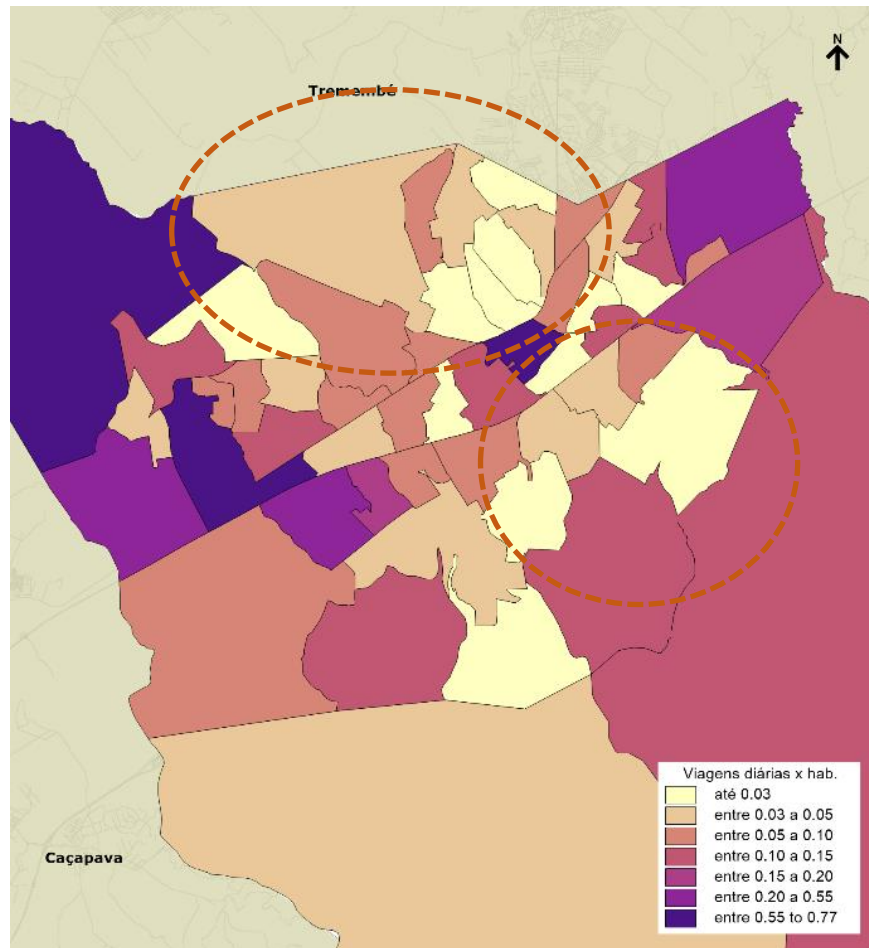 N
Tremembé
Viagens diárias x hab.
até 0.03
entre 0.03 a 0.05
entre 0.05 a 0.10
entre 0.10 a 0.15
entre 0.15 a 0.20
entre 0.20 a 0.55
entre 0.55 to 0.77
Caçapava